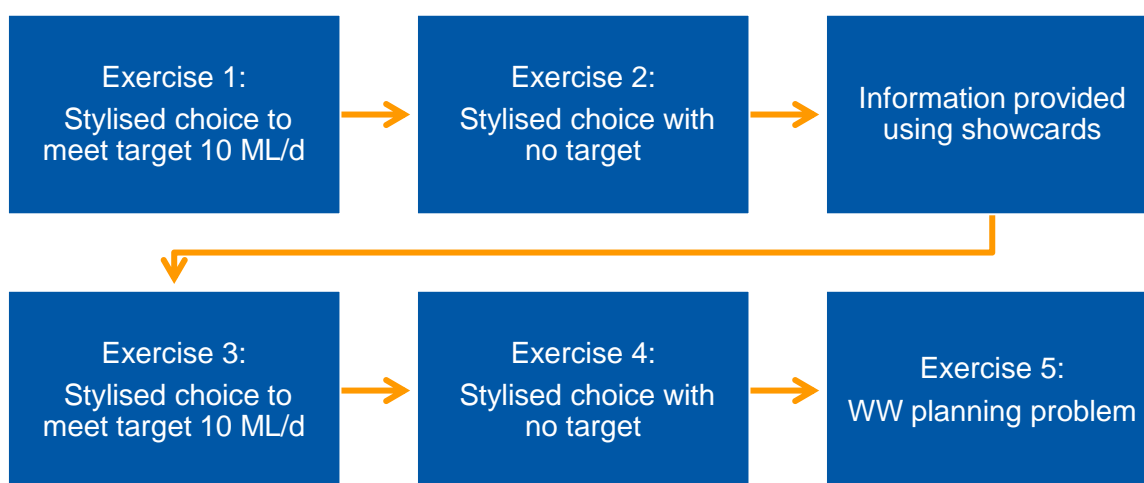 Exercise 1:
Stylised choice to
meet target 10 ML/d
Exercise 2:
Stylised choice with
no target
Information provided
using showcards
Exercise 3:
Stylised choice to
meet target 10 ML/d
Exercise 4:
Stylised choice with
no target
Exercise 5:
WW planning problem